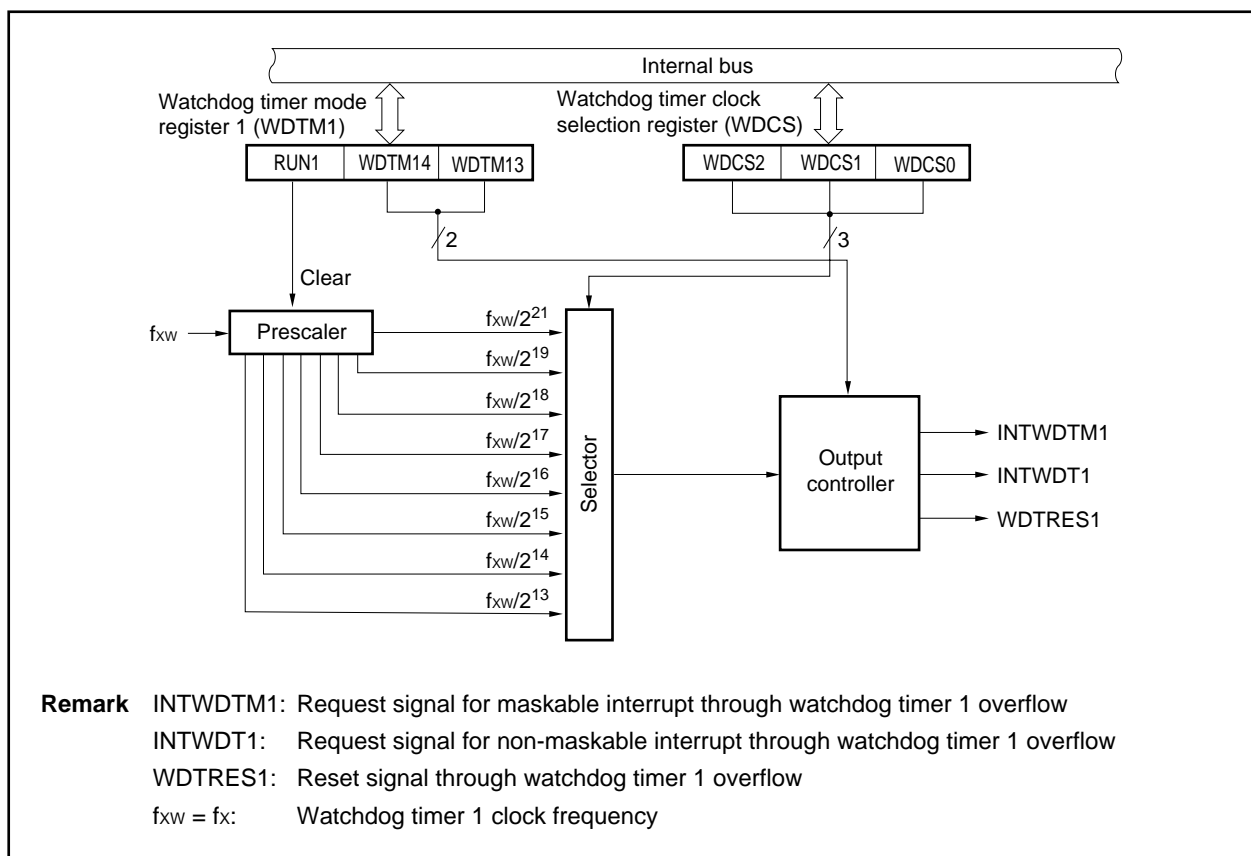 Internal bus
Watchdog timer mode
register 1 (WDTM1)
Watchdog timer clock
selection register (WDCS)
RUN1 WDTM14 WDTM13
WDCS2 WDCS1 WDCS0
2
3
Clear
fXW
Prescaler
fXW/2^21
fXW/2^19
fXW/2^18
fXW/2^17
fXW/2^16
fXW/2^15
fXW/2^14
fXW/2^13
Selector
Output
controller
INTWDTM1
INTWDT1
WDTRES1
Remark INTWDTM1: Request signal for maskable interrupt through watchdog timer 1 overflow
INTWDT1: Request signal for non-maskable interrupt through watchdog timer 1 overflow
WDTRES1: Reset signal through watchdog timer 1 overflow
fXW = fX: Watchdog timer 1 clock frequency